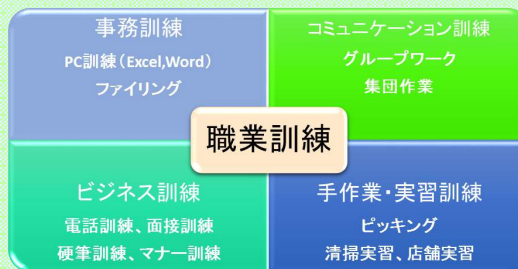 事務訓練
PC訓練(Excel,Word)
ファイリング
コミュニケーション訓練
グループワーク
集団作業
職業訓練
ビジネス訓練
電話訓練、面接訓練
硬筆訓練、マナー訓練
手作業・実習訓練
ピッキング
清掃実習、店舗実習